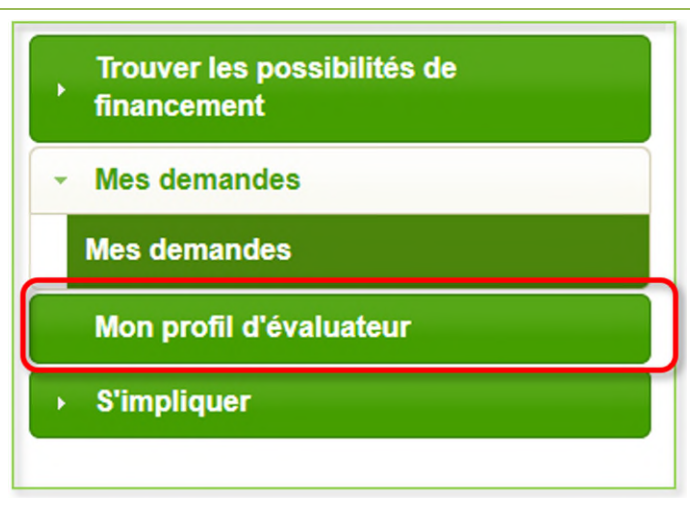 Trouver les possibilités de
financement
Mes demandes
Mes demandes
Mon profil d'évaluateur
S'impliquer